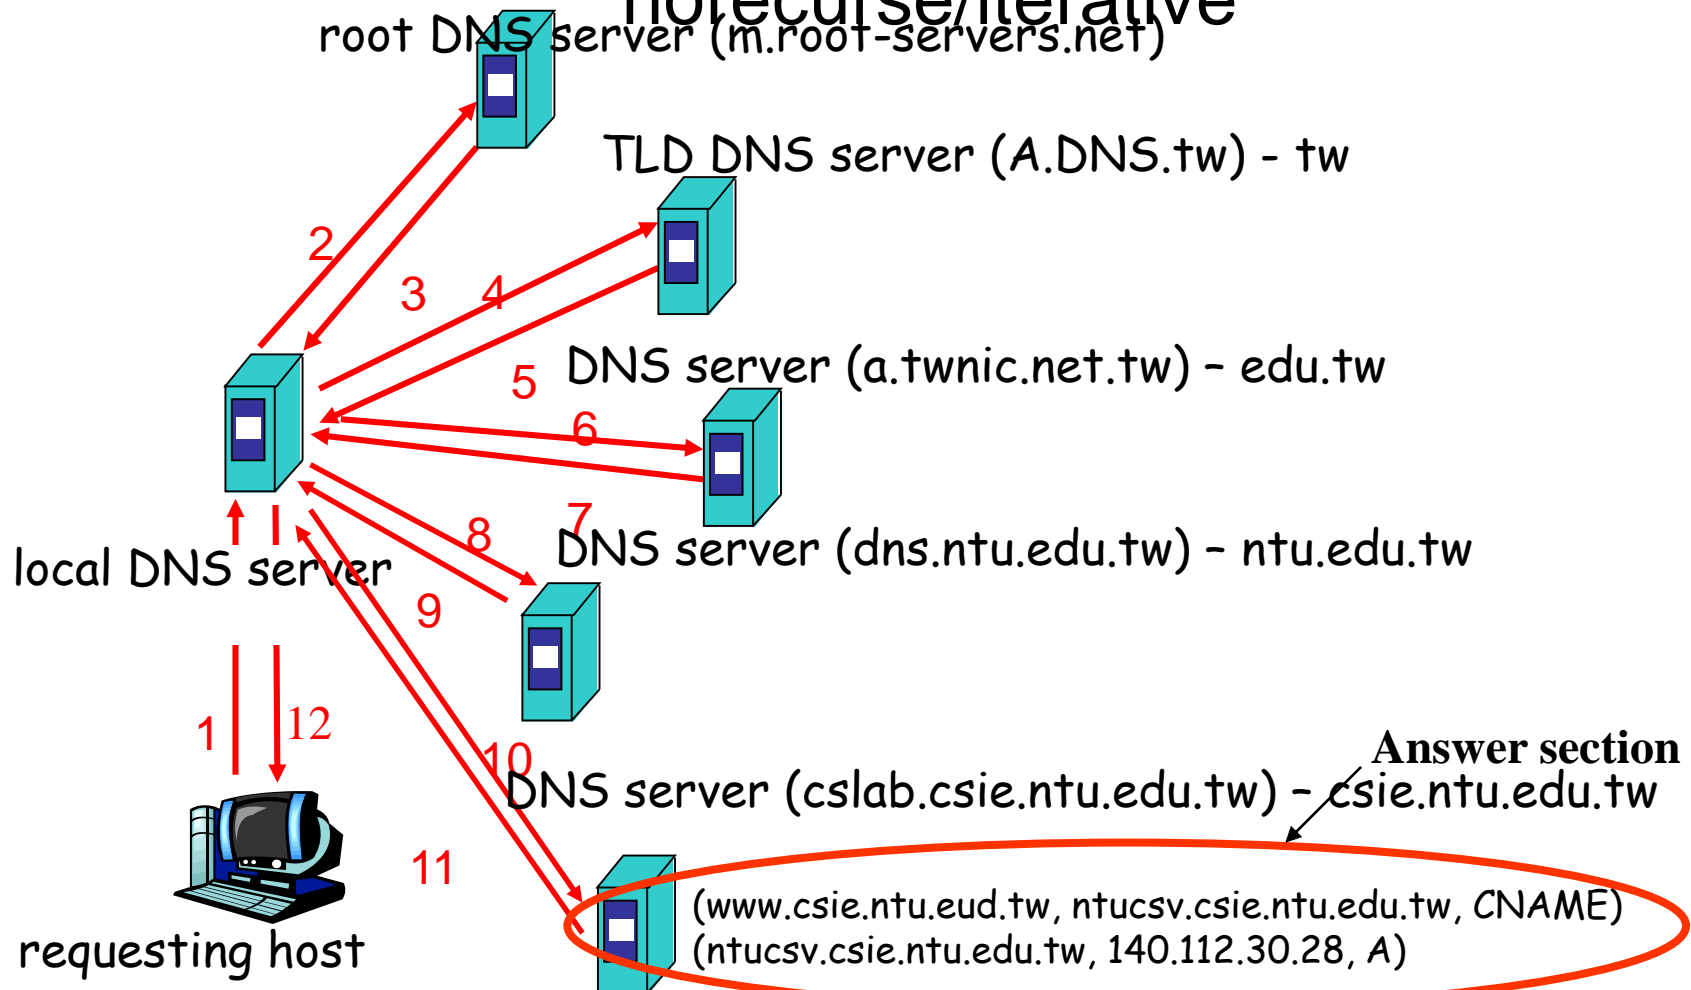 norecurse/iterative
root DNS server (m.root-servers.net)
TLD DNS server (A.DNS.tw) - tw
2
3
4
DNS server (a.twnic.net.tw) – edu.tw
5
6
7
8
DNS server (dns.ntu.edu.tw) – ntu.edu.tw
local DNS server
9
1
12
10
Answer section
DNS server (cslab.csie.ntu.edu.tw) – csie.ntu.edu.tw
11
(www.csie.ntu.eud.tw, ntucsv.csie.ntu.edu.tw, CNAME)
(ntucsv.csie.ntu.edu.tw, 140.112.30.28, A)
requesting host